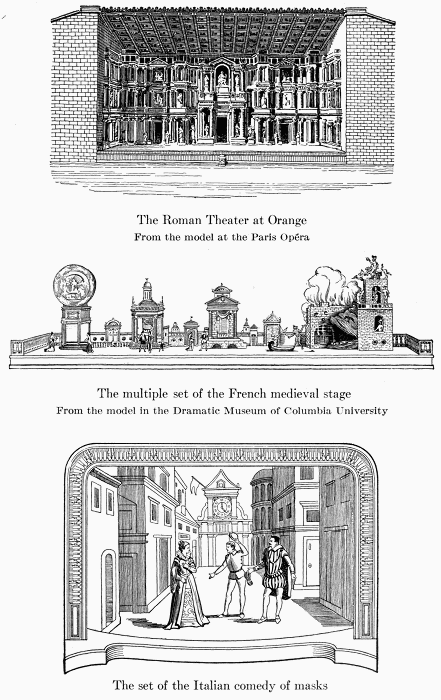 The Roman Theater at Orange
From the model at the Paris Opéra
The multiple set of the French medieval stage
From the model in the Dramatic Museum of Columbia University
The set of the Italian comedy of masks